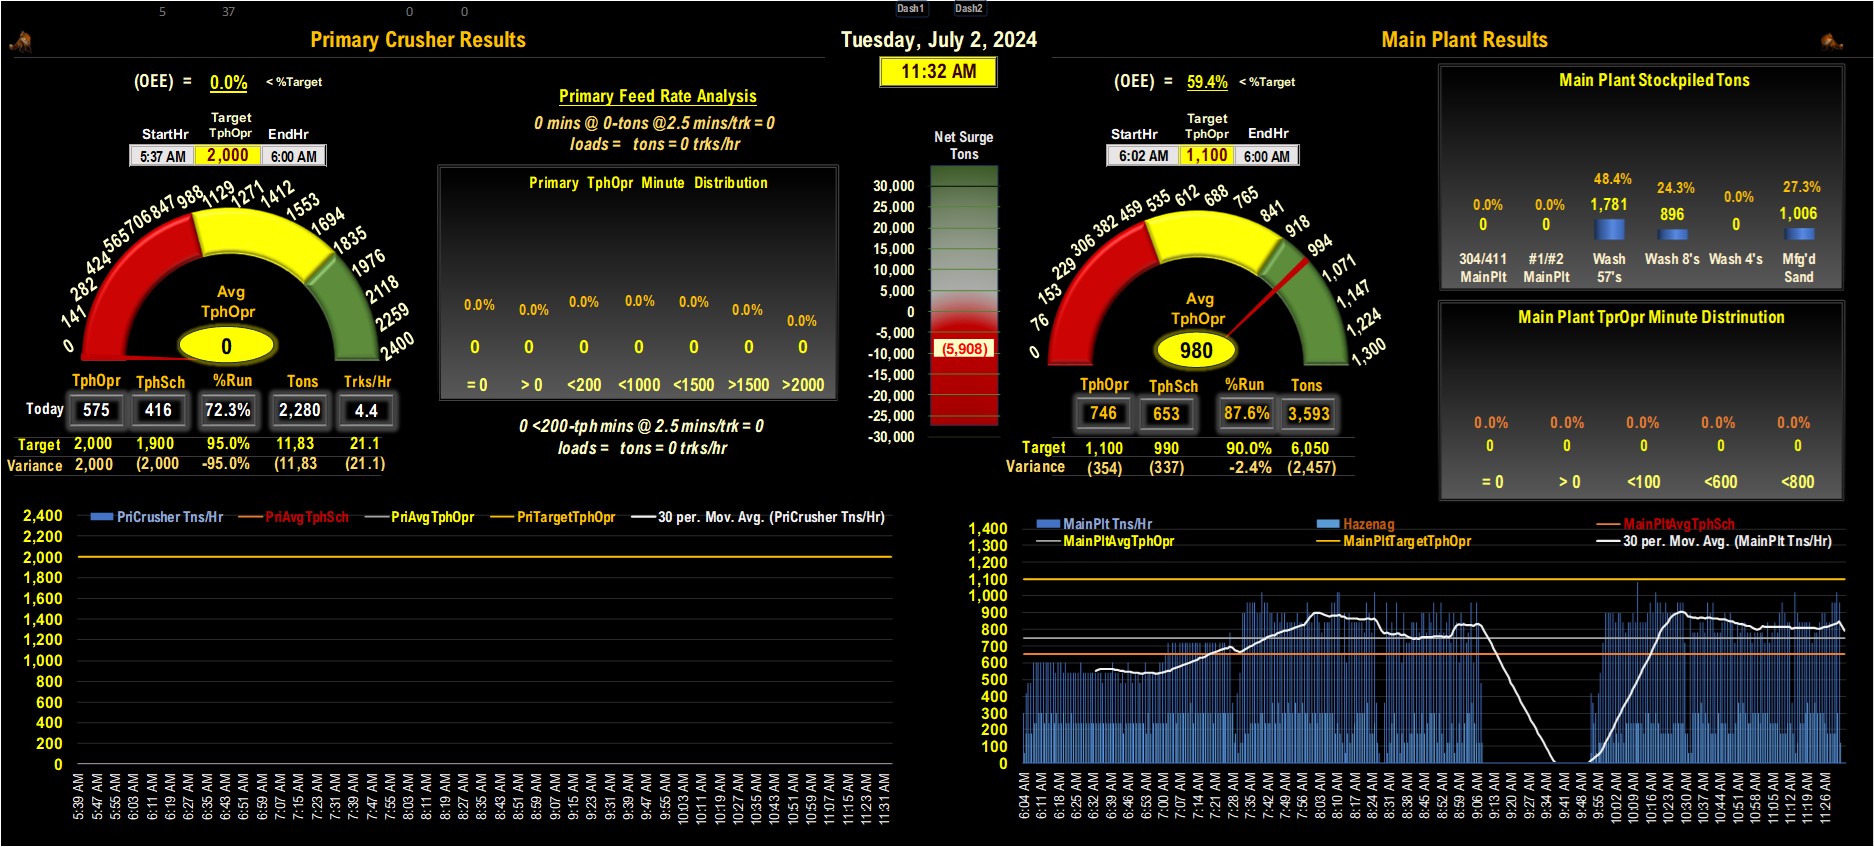 5 37 0 0 Dash1 Dash2
Primary Crusher Results
Tuesday, July 2, 2024
Main Plant Results
11:32 AM
(OEE) = 0.0% < %Target
Target
StartHr TphOpr EndHr
5:37 AM 2,000 6:00 AM
0 141 282 424 565 706 847 988 1129 1271 1412 1553 1694 1835 1976 2118 2259 2400
Avg
TphOpr
0
TphOpr TphSch %Run Tons Trks/Hr
Today 575 416 72.3% 2,280 4.4
Target 2,000 1,900 95.0% 11,83 21.1
Variance 2,000 (2,000 -95.0% (11,83 (21.1)
Primary Feed Rate Analysis
0 mins @ 0-tons @2.5 mins/trk = 0
loads = tons = 0 trks/hr
Primary TphOpr Minute Distribution
0.0% 0.0% 0.0% 0.0% 0.0% 0.0% 0.0%
0 0 0 0 0 0 0
= 0 > 0 <200 <1000 <1500 >1500 >2000
0 <200-tph mins @ 2.5 mins/trk = 0
loads = tons = 0 trks/hr
Net Surge
Tons
30,000
25,000
20,000
15,000
10,000
5,000
0
-5,000
(5,908)
-10,000
-15,000
-20,000
-25,000
-30,000
(OEE) = 59.4% < %Target
Target
StartHr TphOpr EndHr
6:02 AM 1,100 6:00 AM
0 76 153 229 306 382 459 535 612 688 765 841 918 994 1,071 1,147 1,224 1,300
Avg
TphOpr
980
TphOpr TphSch %Run Tons
746 653 87.6% 3,593
Target 1,100 990 90.0% 6,050
Variance (354) (337) -2.4% (2,457)
Main Plant Stockpiled Tons
0.0% 0.0% 48.4% 24.3% 0.0% 27.3%
0 0 1,781 896 0 1,006
304/411 #1/#2 Wash Wash 8's Wash 4's Mfg'd
MainPlt MainPlt 57's Sand
Main Plant TprOpr Minute Distrinution
0.0% 0.0% 0.0% 0.0% 0.0%
0 0 0 0 0
= 0 > 0 <100 <600 <800
PriCrusher Tns/Hr PriAvgTphSch PriAvgTphOpr PriTargetTphOpr 30 per. Mov. Avg. (PriCrusher Tns/Hr)
2,400
2,200
2,000
1,800
1,600
1,400
1,200
1,000
800
600
400
200
0
5:39 AM 5:47 AM 5:55 AM 6:03 AM 6:11 AM 6:19 AM 6:27 AM 6:35 AM 6:43 AM 6:51 AM 6:59 AM 7:07 AM 7:15 AM 7:23 AM 7:31 AM 7:39 AM 7:47 AM 7:55 AM 8:03 AM 8:11 AM 8:19 AM 8:27 AM 8:35 AM 8:43 AM 8:51 AM 8:59 AM 9:07 AM 9:15 AM 9:23 AM 9:31 AM 9:39 AM 9:47 AM 9:55 AM 10:03 AM 10:11 AM 10:19 AM 10:27 AM 10:35 AM 10:43 AM 10:51 AM 10:59 AM 11:07 AM 11:15 AM 11:23 AM 11:31 AM
MainPlt Tns/Hr Hazenag MainPltAvgTphSch
MainPltAvgTphOpr MainPltTargetTphOpr 30 per. Mov. Avg. (MainPlt Tns/Hr)
1,400
1,300
1,200
1,100
1,000
900
800
700
600
500
400
300
200
100
0
6:04 AM 6:11 AM 6:18 AM 6:25 AM 6:32 AM 6:39 AM 6:46 AM 6:53 AM 7:00 AM 7:07 AM 7:14 AM 7:21 AM 7:28 AM 7:35 AM 7:42 AM 7:49 AM 7:56 AM 8:03 AM 8:10 AM 8:17 AM 8:24 AM 8:31 AM 8:38 AM 8:45 AM 8:52 AM 8:59 AM 9:06 AM 9:13 AM 9:20 AM 9:27 AM 9:34 AM 9:41 AM 9:48 AM 9:55 AM 10:02 AM 10:09 AM 10:16 AM 10:23 AM 10:30 AM 10:37 AM 10:44 AM 10:51 AM 10:58 AM 11:05 AM 11:12 AM 11:19 AM 11:26 AM